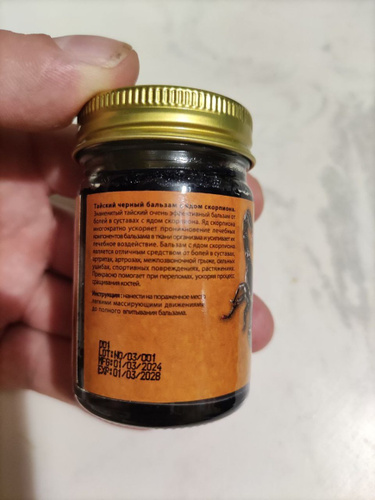 Тайский черный бальзам с ядом скорпиона.
Знаменитый тайский очень эффективный бальзам от
болей в суставах с ядом скорпиона. Яд скорпиона
многократно ускоряет проникновение лечебных
компонентов бальзама в ткани организма и усиливает их
лечебное воздействие. Бальзам с ядом скорпиона
является отличным средством от болей в суставах,
артритах, артрозах, межпозвоночной грыже, сильных
ушибах, спортивных повреждениях, растяжениях.
Прекрасно помогает при переломах, ускоряя процесс
сращивания костей.
Инструкция: нанести на пораженное место
легкими массирующими движениями
до полного впитывания бальзама.
001
LOT:NO/03/001
MFG:01/03/2024
EXP:01/03/2028